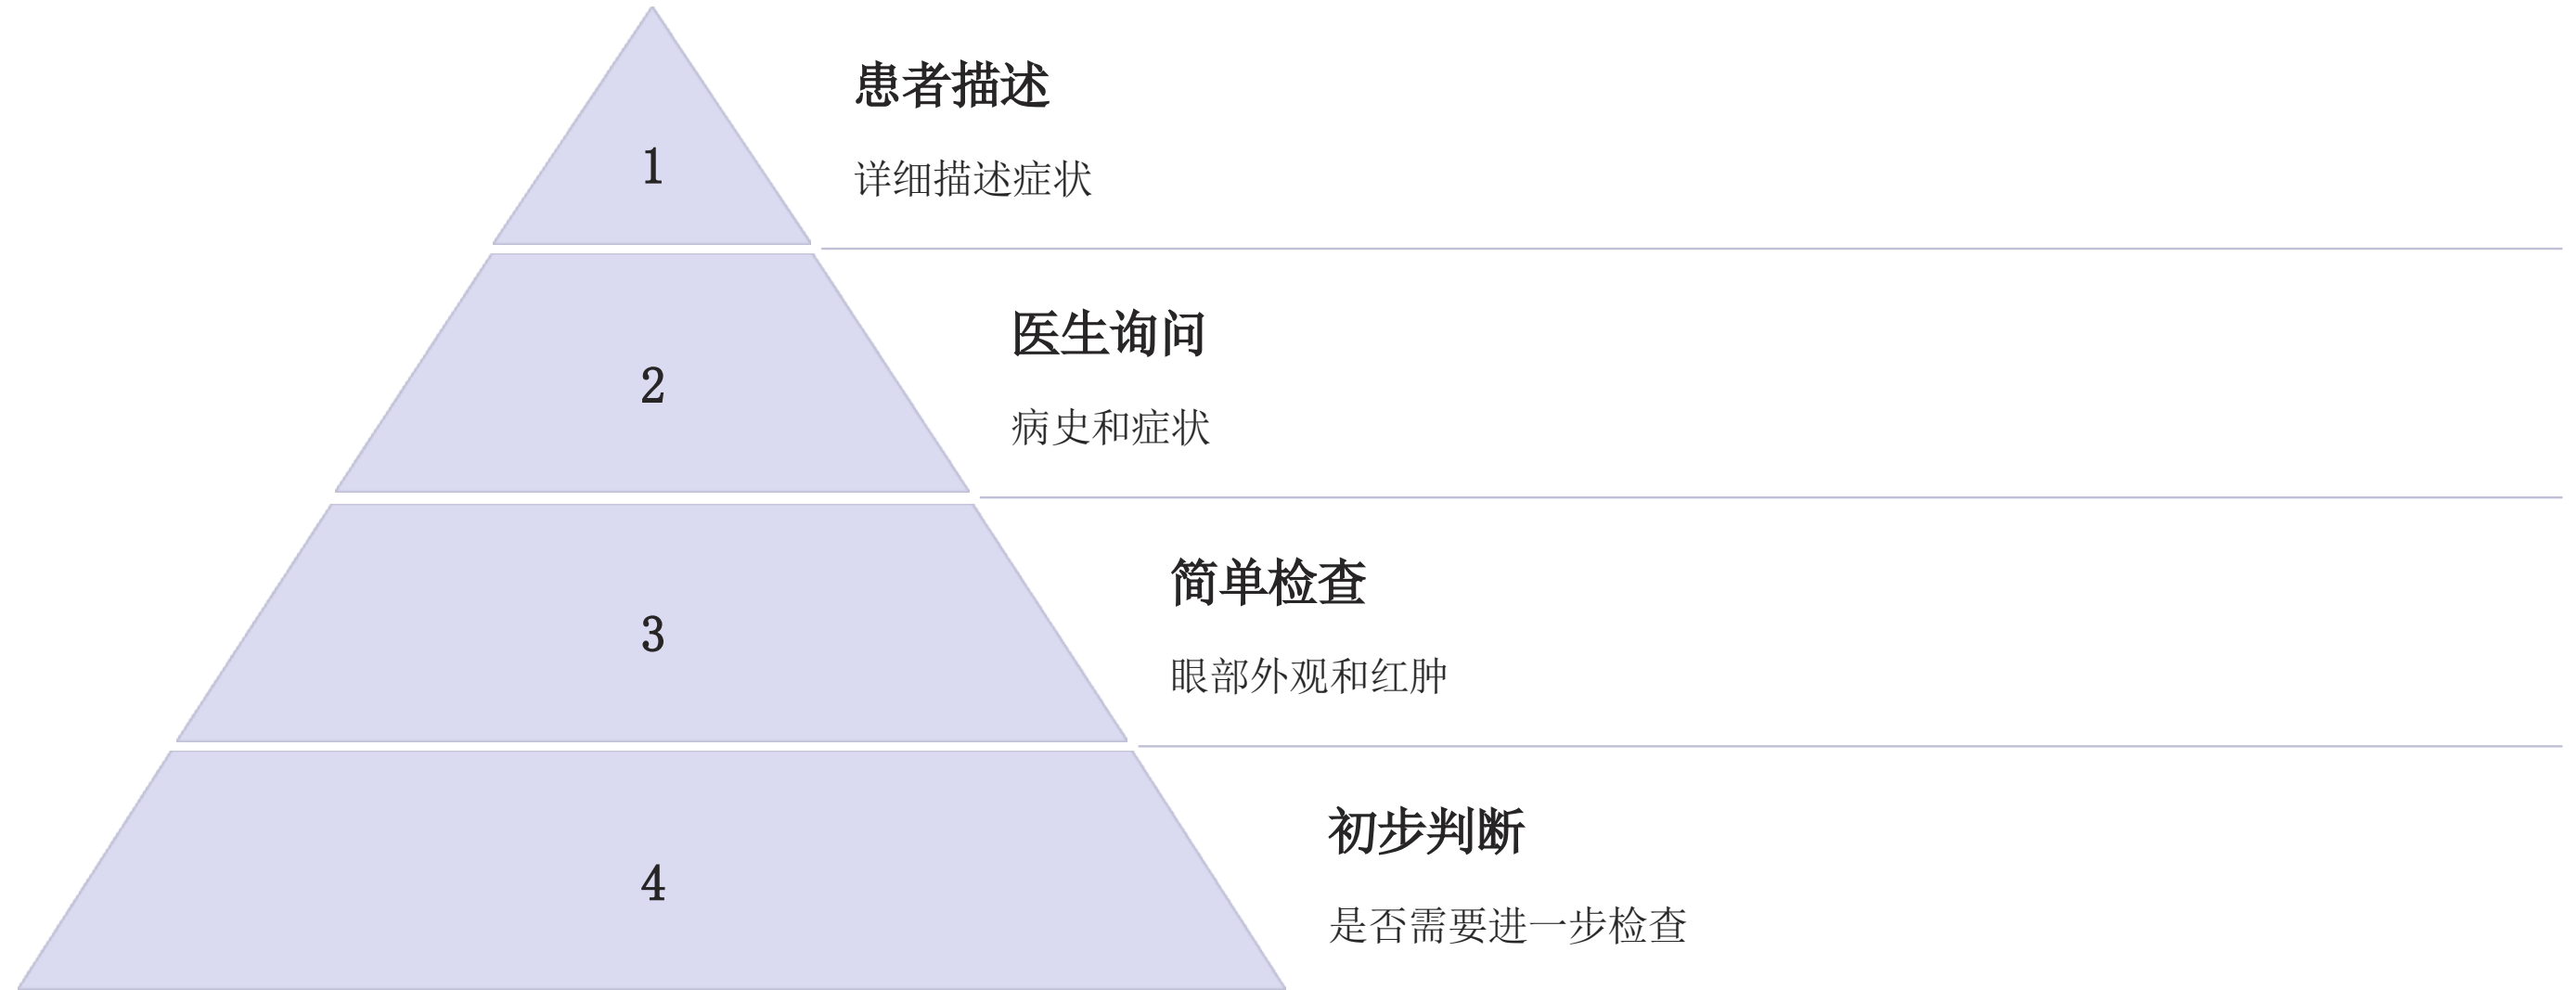 患者描述
1
详细描述症状
医生询问
2
病史和症状
简单检查
3
眼部外观和红肿
初步判断
4
是否需要进一步检查